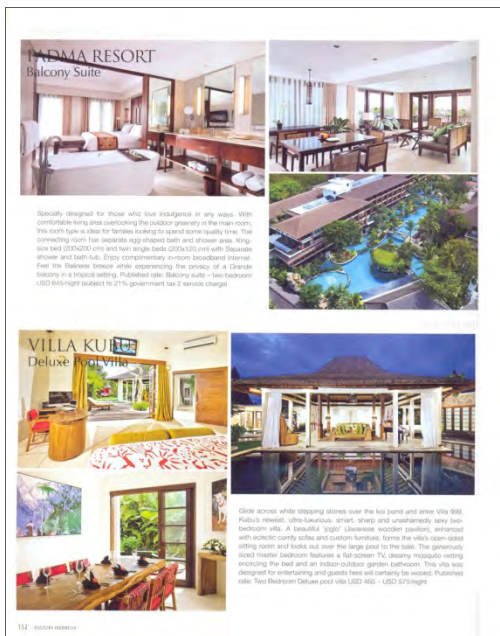 PADMA RESORT
Balcony Suite
Specially designed for those who love indulgence in any ways. With
comfortable living area overlooking the outdoor greenery in the main room,
this room type is ideal for families looking to spend some quality time. The
connecting room has separate egg-shaped bath and shower area. King-
size bed (200x200 cm) and twin single beds (200x120 cm) with Separate
shower and bath-tub. Enjoy complimentary in-room broadband internet.
Feel the Balinese breeze while experiencing the privacy of a Grande
balcony in a tropical setting. Published rate: Balcony suite – two bedroom
USD 645/night (subject to 21% government tax & service charge)
VILLA KUBU
Deluxe Pool Villa
Glide across white stepping stones over the koi pond and enter Villa 999,
Kubu's newest, ultra-luxurious, smart, sharp and unashamedly sexy two-
bedroom villa. A beautiful 'joglo' (Javanese wooden pavilion), enhanced
with eclectic comfy sofas and custom furniture, forms the villa's open-sided
sitting room and looks out over the large pool to the bale. The generously
sized master bedroom features a flat-screen TV, dreamy mosquito netting
encircling the bed and an indoor-outdoor garden bathroom. This villa was
designed for entertaining and guests here will certainly be wooed. Published
rate: Two Bedroom Deluxe pool villa USD 465 – USD 575/night
152